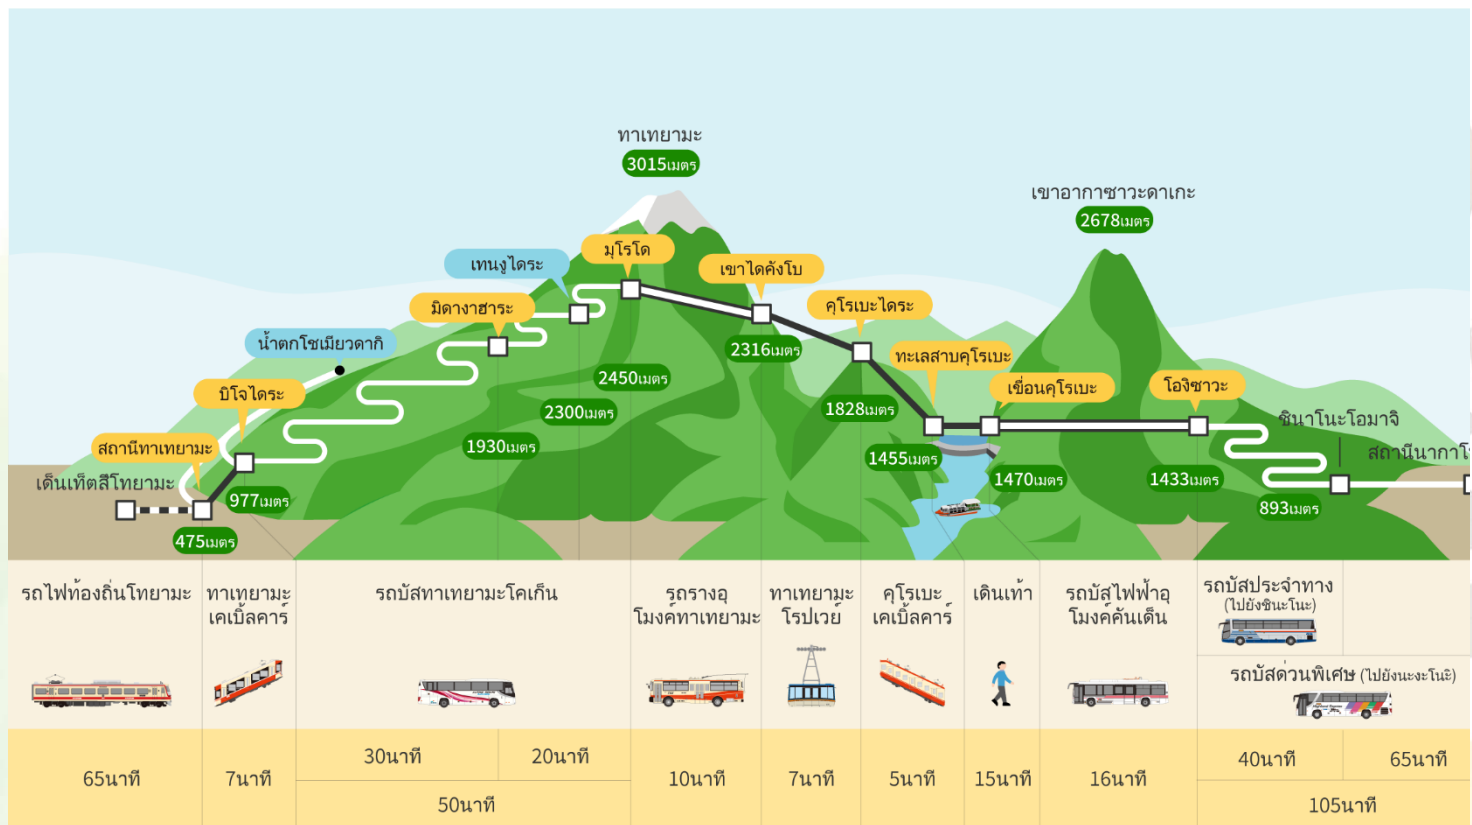 ทาเทยามะ
3015เมตร
เขาอากาซาวะดาเกะ
2678เมตร
มุโรโด
เทนงูไดระ
เขาไดคังโบ
มิดางาฮาระ
คุโรเบะไดระ
น้ำตกโชเมียวดากิ
2316เมตร
ทะเลสาบคุโรเบะ
2450เมตร
บิโจไดระ
เขื่อนคุโรเบะ
โองิซาวะ
2300เมตร
1828เมตร
ชินาโนะโอมาจิ
สถานีทาเทยามะ
1930เมตร
1455เมตร
สถานีนากาโ
เด็นเท็ตสึโทยามะ
977เมตร
1470เมตร
1433เมตร
893เมตร
475เมตร
รถไฟท้องถิ่นโทยามะ
ทาเทยามะ
เคเบิ้ลคาร์
รถบัสทาเทยามะโคเก็น
รถรางอุ
โมงค์ทาเทยามะ
ทาเทยามะ
โรปเวย์
คุโรเบะ
เคเบิ้ลคาร์
เดินเท้า
รถบัสไฟฟ้าอุ
โมงค์คันเด็น
รถบัสประจำทาง
(ไปยังชินะโนะ)
รถบัสด่วนพิเศษ (ไปยังนะงะโนะ)
65นาที
7นาที
30นาที
20นาที
50นาที
10นาที
7นาที
5นาที
15นาที
16นาที
40นาที
65นาที
105นาที